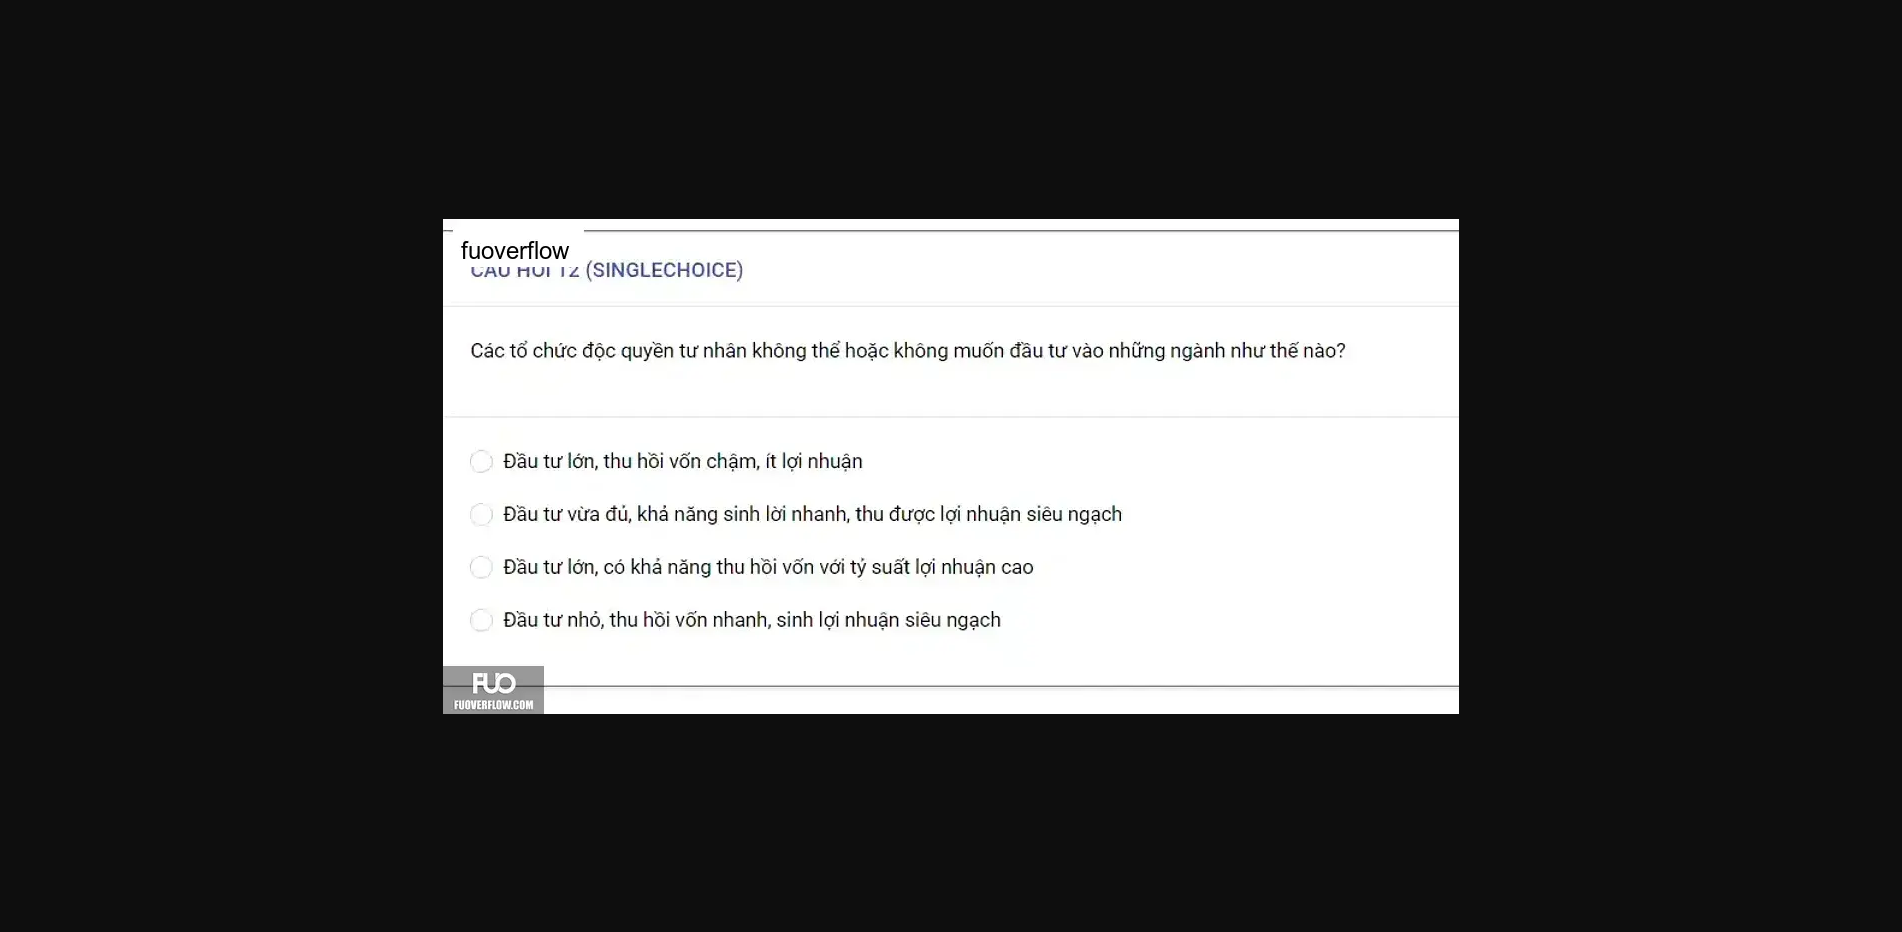 fuoverflow
CÂU HỎI 12 (SINGLECHOICE)
Các tổ chức độc quyền tư nhân không thể hoặc không muốn đầu tư vào những ngành như thế nào?
Đầu tư lớn, thu hồi vốn chậm, ít lợi nhuận
Đầu tư vừa đủ, khả năng sinh lời nhanh, thu được lợi nhuận siêu ngạch
Đầu tư lớn, có khả năng thu hồi vốn với tỷ suất lợi nhuận cao
Đầu tư nhỏ, thu hồi vốn nhanh, sinh lợi nhuận siêu ngạch
FUO
FUOVERFLOW.COM